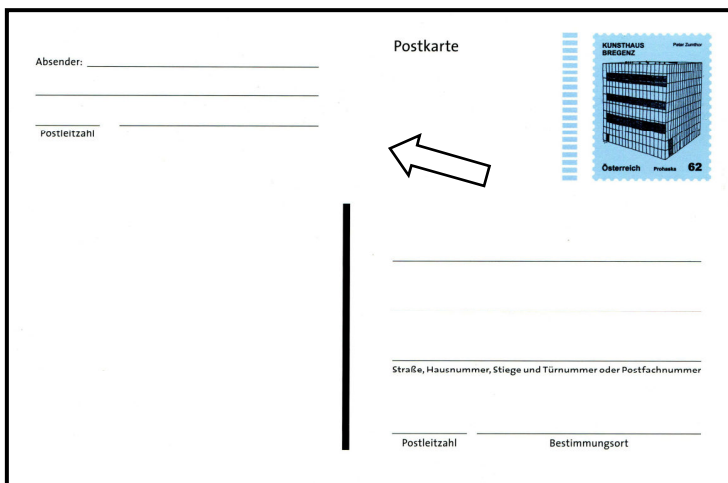 Absender:
Postleitzahl
Postkarte
KUNSTHAUS
BREGENZ
Peter Zumthor
Österreich Prohaska 62
Straße, Hausnummer, Stiege und Türnummer oder Postfachnummer
Postleitzahl Bestimmungsort